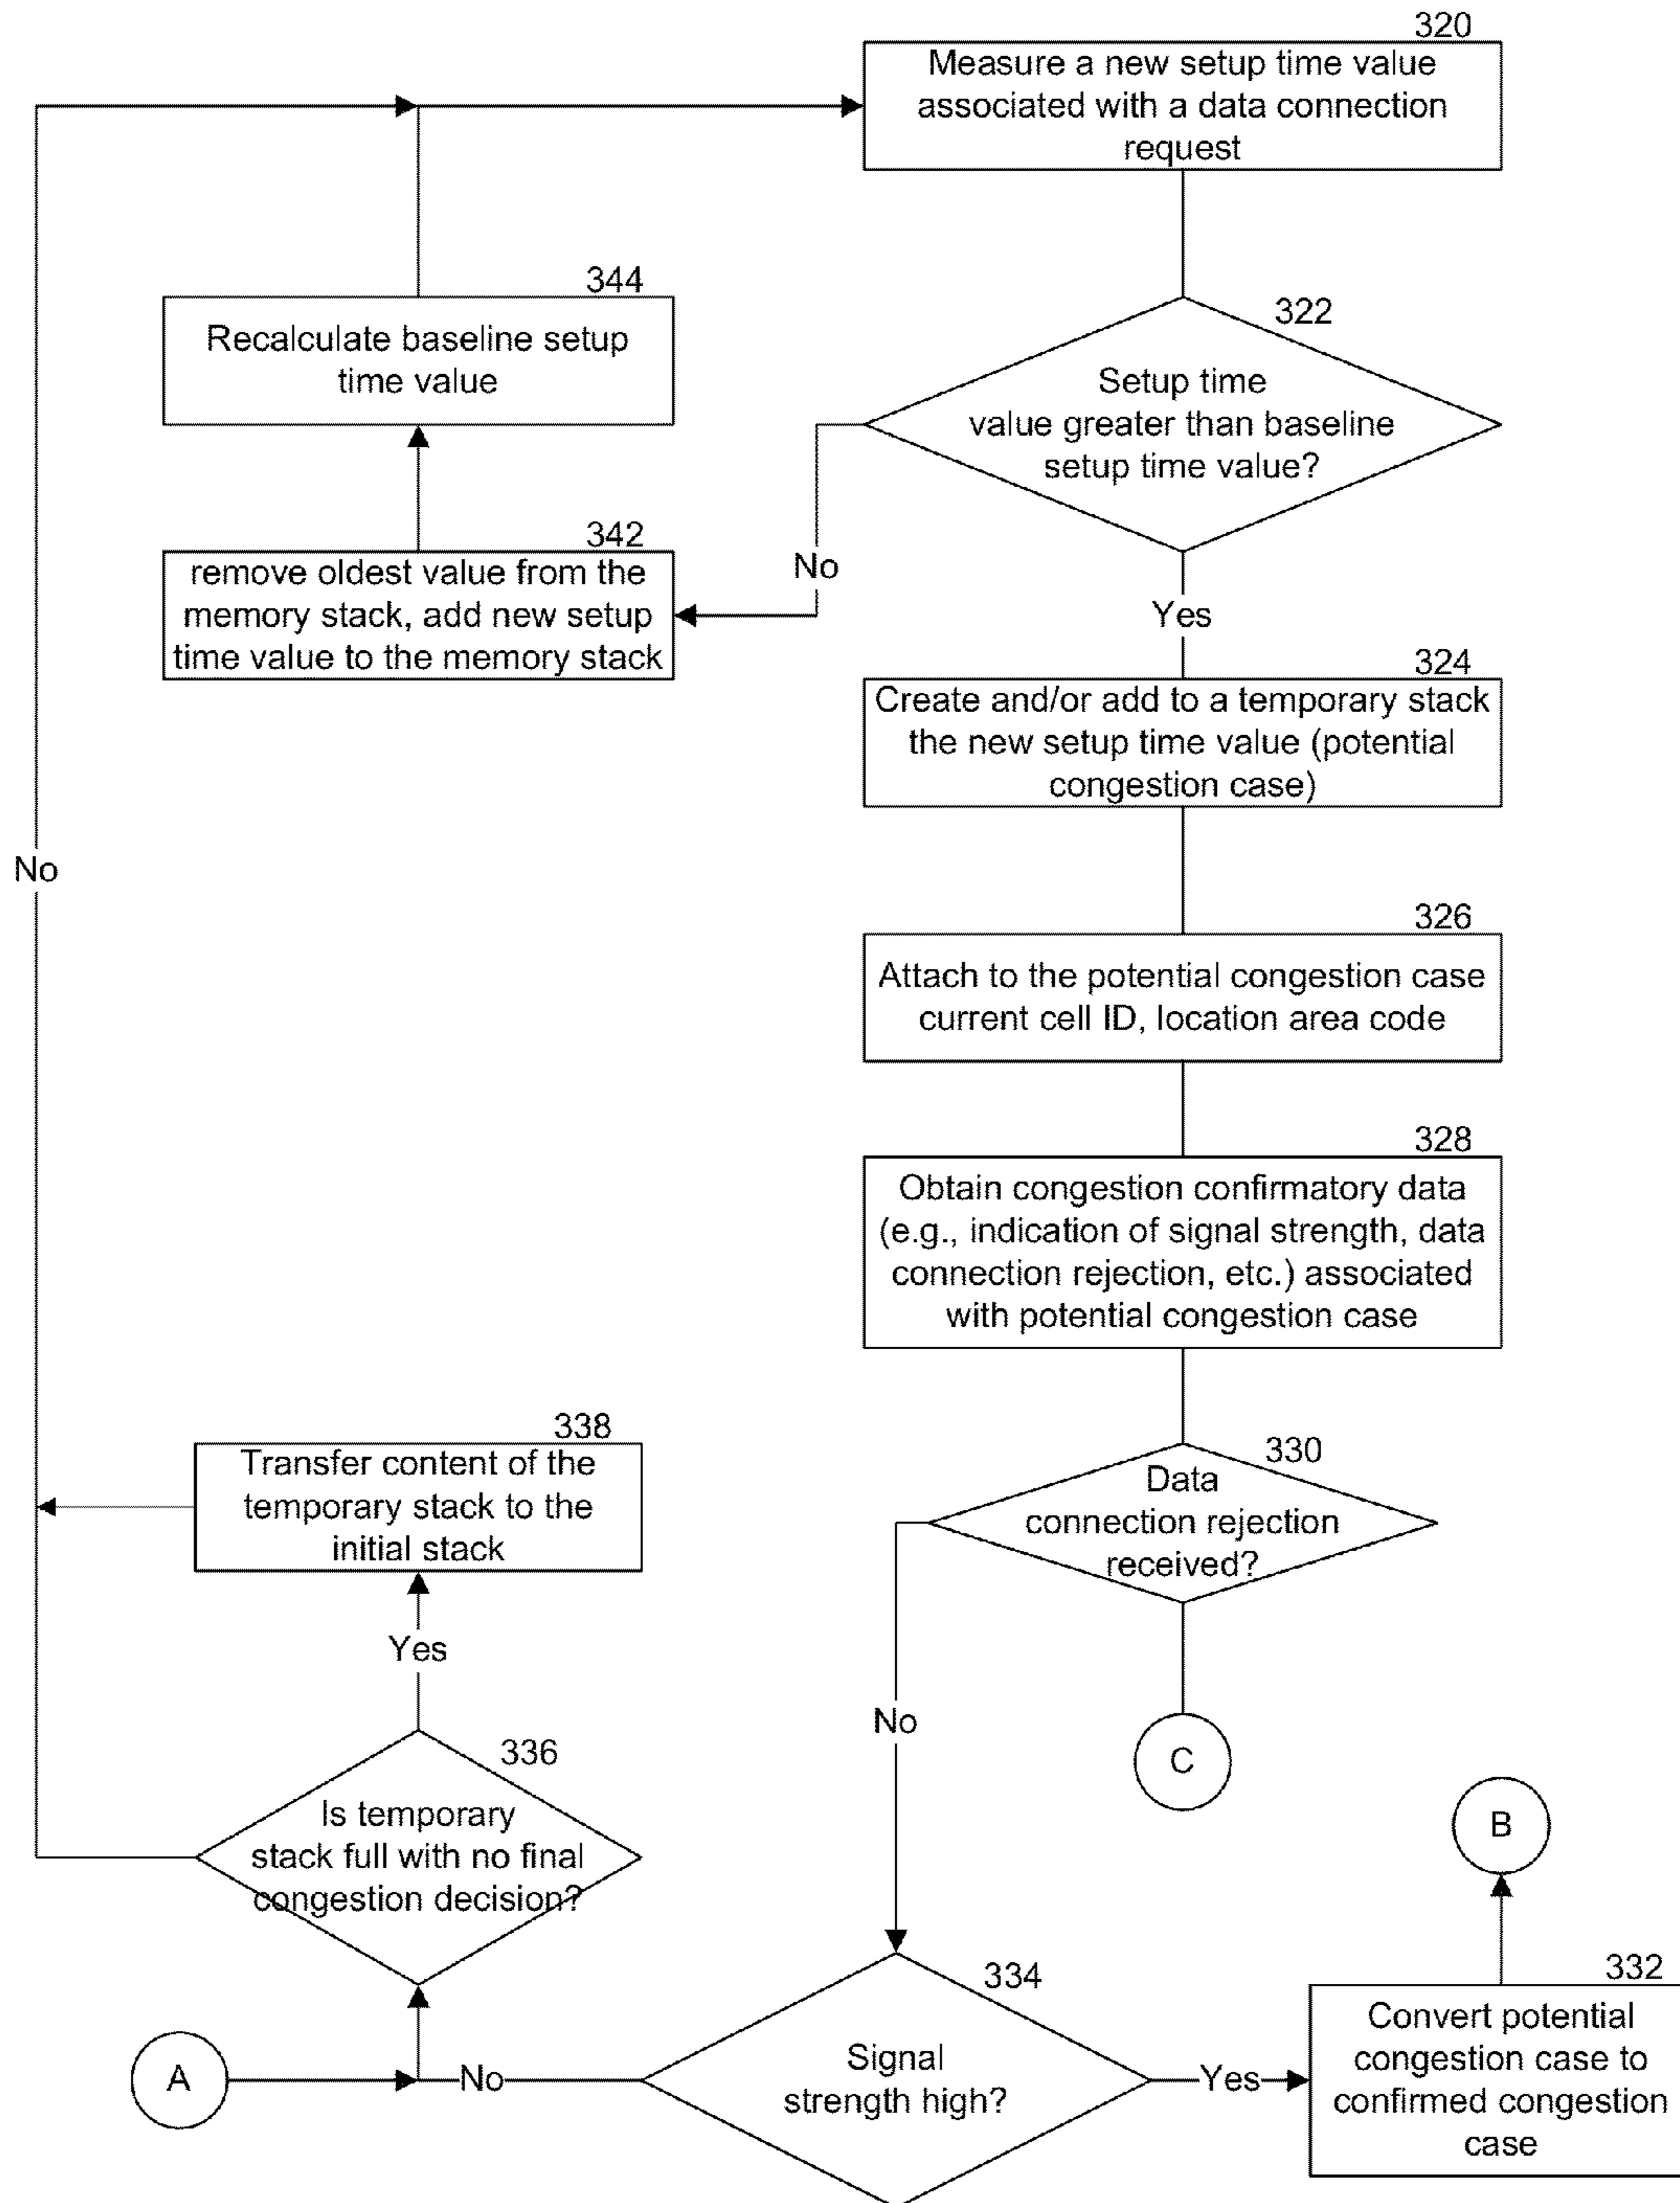 320
Measure a new setup time value
associated with a data connection
request
344
Recalculate baseline setup
time value
322
Setup time
value greater than baseline
setup time value?
342
remove oldest value from the
memory stack, add new setup
time value to the memory stack
No
Yes
324
Create and/or add to a temporary stack
the new setup time value (potential
congestion case)
No
326
Attach to the potential congestion case
current cell ID, location area code
328
Obtain congestion confirmatory data
(e.g., indication of signal strength, data
connection rejection, etc.) associated
with potential congestion case
338
Transfer content of the
temporary stack to the
initial stack
330
Data
connection rejection
received?
Yes
No
C
336
Is temporary
stack full with no final
congestion decision?
B
334
Signal
strength high?
332
Convert potential
congestion case to
confirmed congestion
case
A
No
Yes